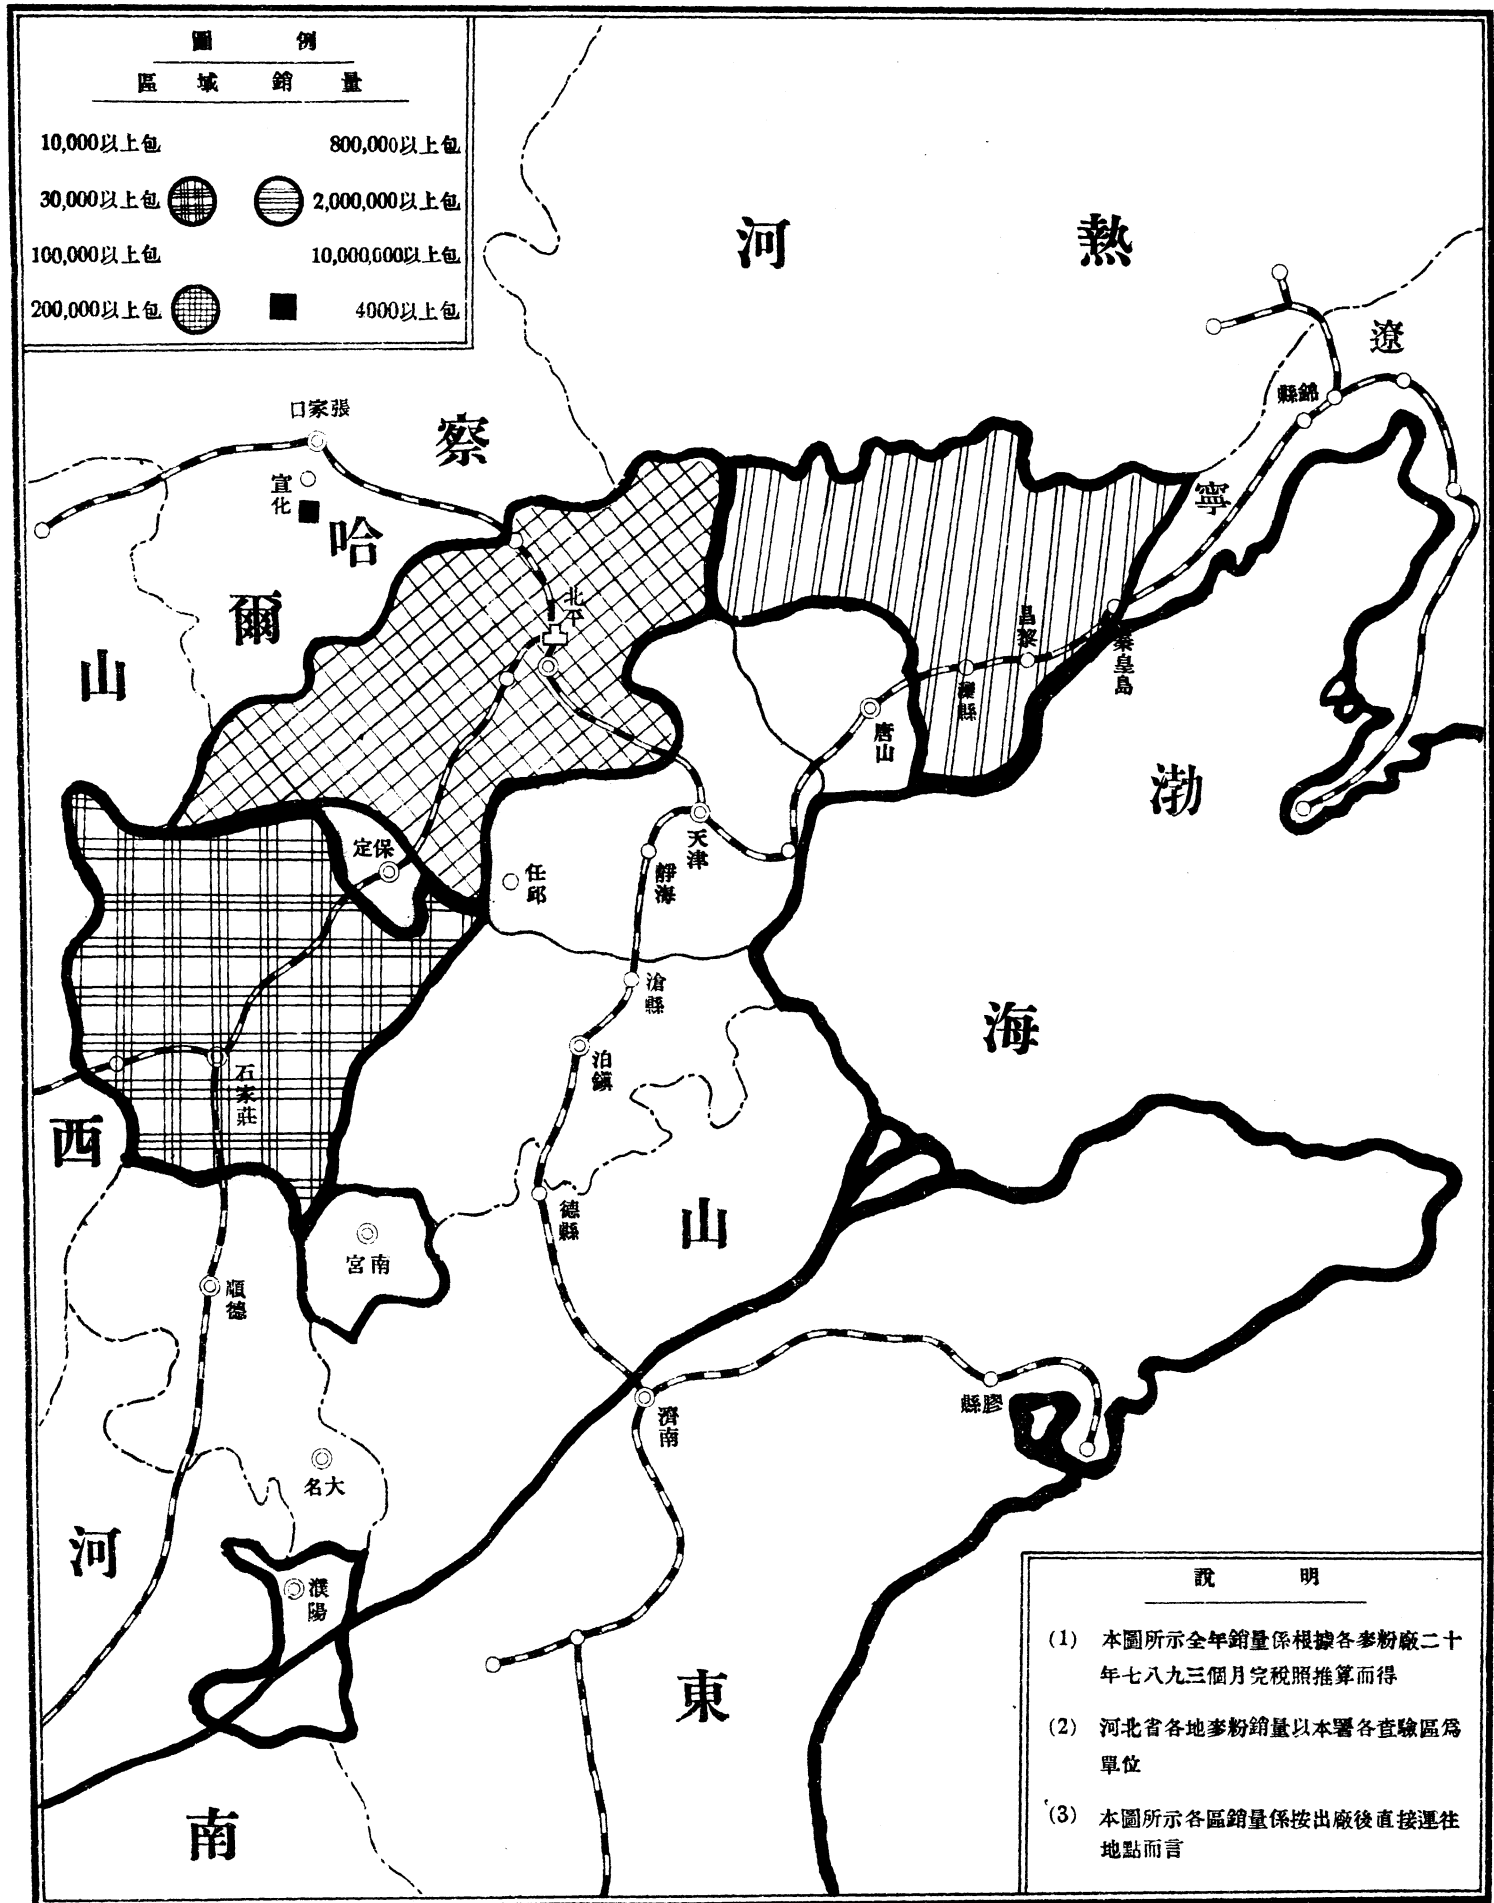 圖 例
區 域 銷 量
10,000以上包 800,000以上包
30,000以上包 2,000,000以上包
100,000以上包 10,000,000以上包
200,000以上包 4000以上包
河 熱
遼
縣錦
口家張
察
宣化
哈
寧
爾
北平
山
昌黎
秦皇島
灤縣
唐山
渤
天津
定保
靜海
任邱
滄縣
海
泊鎮
石家莊
西
山
德縣
宮南
順德
縣膠
濟南
名大
河
濮陽
東
南
說 明
(1) 本圖所示全年銷量係根據各麥粉廠二十
年七八九三個月完稅照推算而得
(2) 河北省各地麥粉銷量以本署各查驗區爲
單位
(3) 本圖所示各區銷量係按出廠後直接運往
地點而言